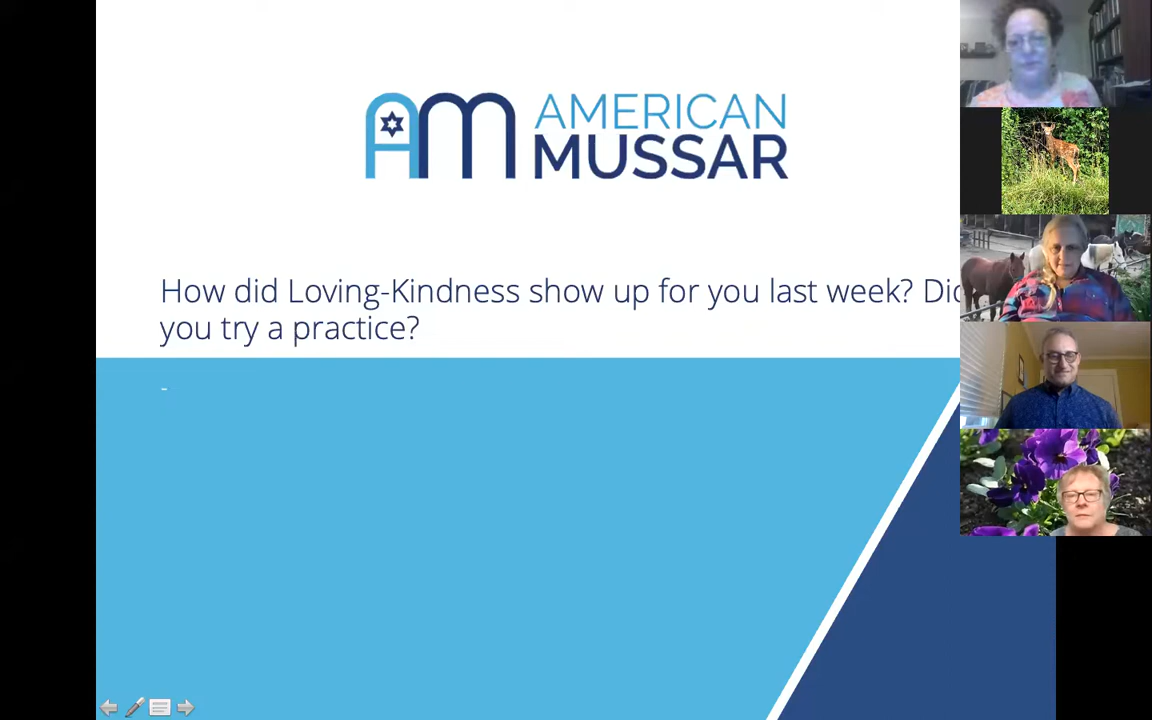 AMERICAN
MUSSAR
How did Loving-Kindness show up for you last week? Did
you try a practice?
-